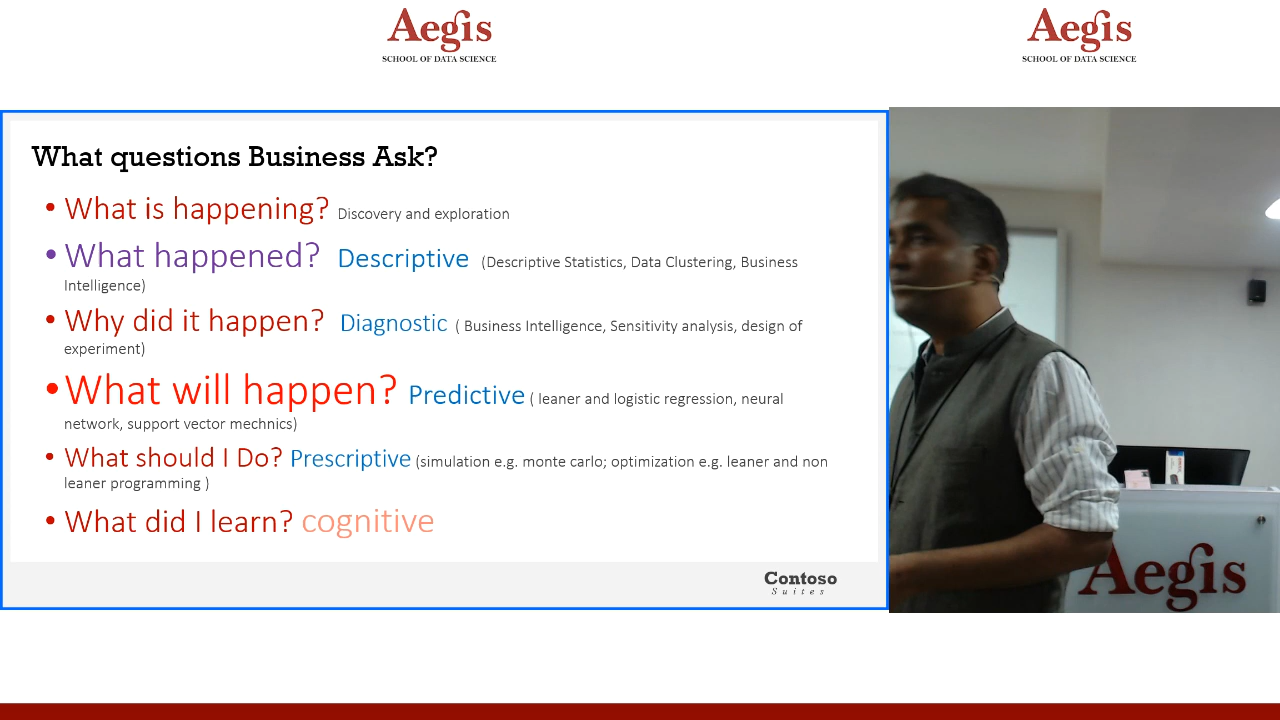 Aegis
SCHOOL OF DATA SCIENCE
Aegis
SCHOOL OF DATA SCIENCE
What questions Business Ask?
• What is happening? Discovery and exploration
• What happened? Descriptive (Descriptive Statistics, Data Clustering, Business
Intelligence)
• Why did it happen? Diagnostic ( Business Intelligence, Sensitivity analysis, design of
experiment)
• What will happen? Predictive ( leaner and logistic regression, neural
network, support vector mechnics)
• What should I Do? Prescriptive (simulation e.g. monte carlo; optimization e.g. leaner and non
leaner programming )
• What did I learn? cognitive
Contoso
Suites
Aegis